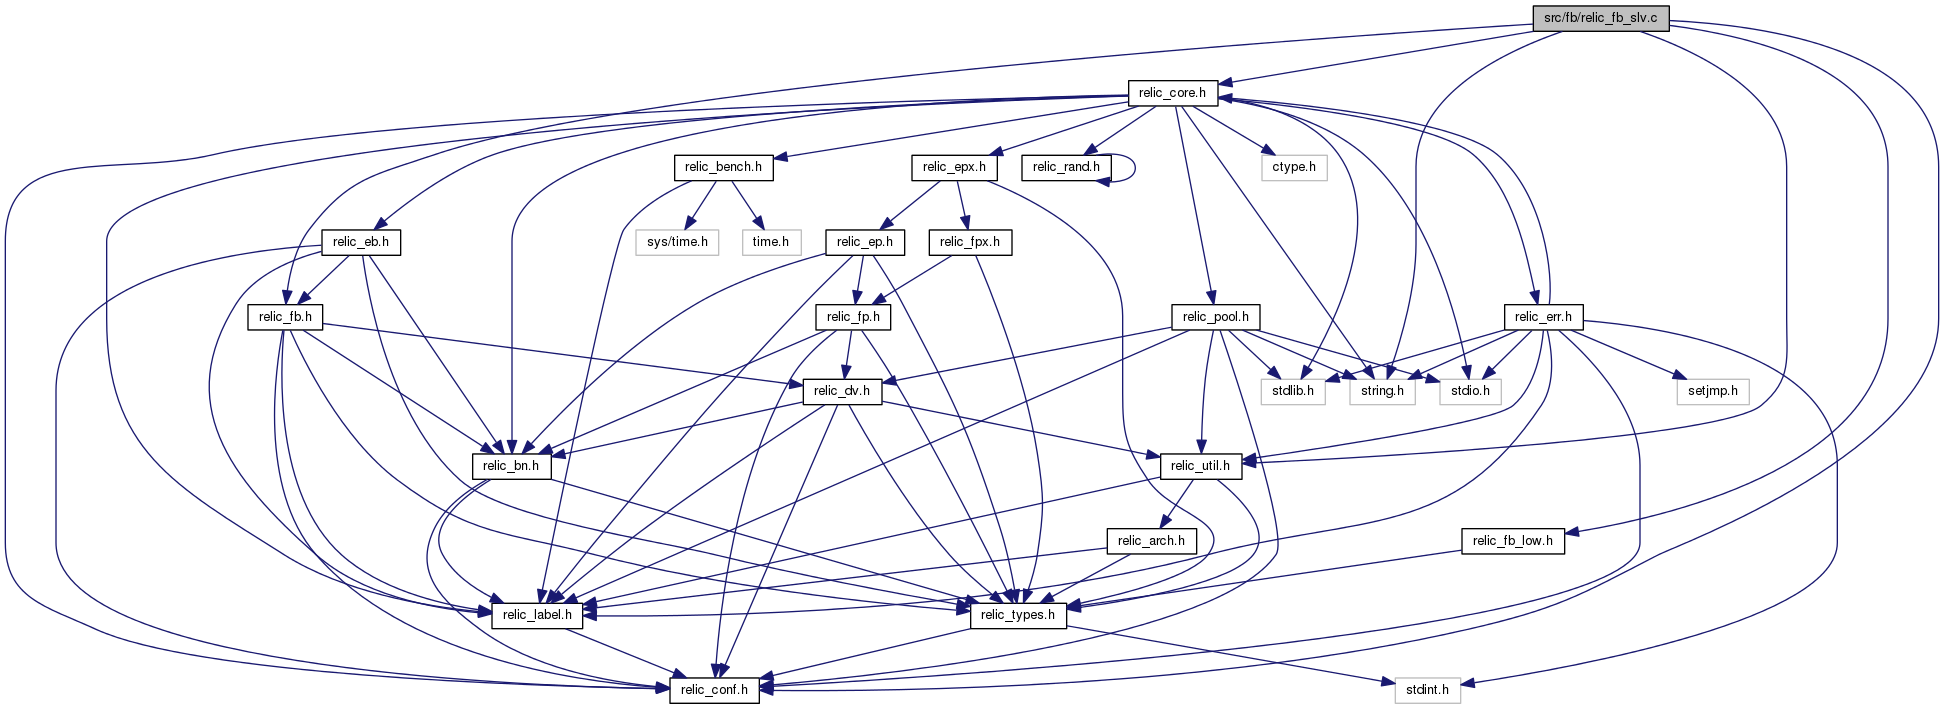 src/fb/relic_fb_slv.c
relic_core.h
relic_bench.h
relic_epx.h
relic_rand.h
ctype.h
relic_eb.h
sys/time.h
time.h
relic_ep.h
relic_fpx.h
relic_fb.h
relic_fp.h
relic_pool.h
relic_err.h
relic_dv.h
stdlib.h
string.h
stdio.h
setjmp.h
relic_bn.h
relic_util.h
relic_arch.h
relic_fb_low.h
relic_label.h
relic_types.h
relic_conf.h
stdint.h